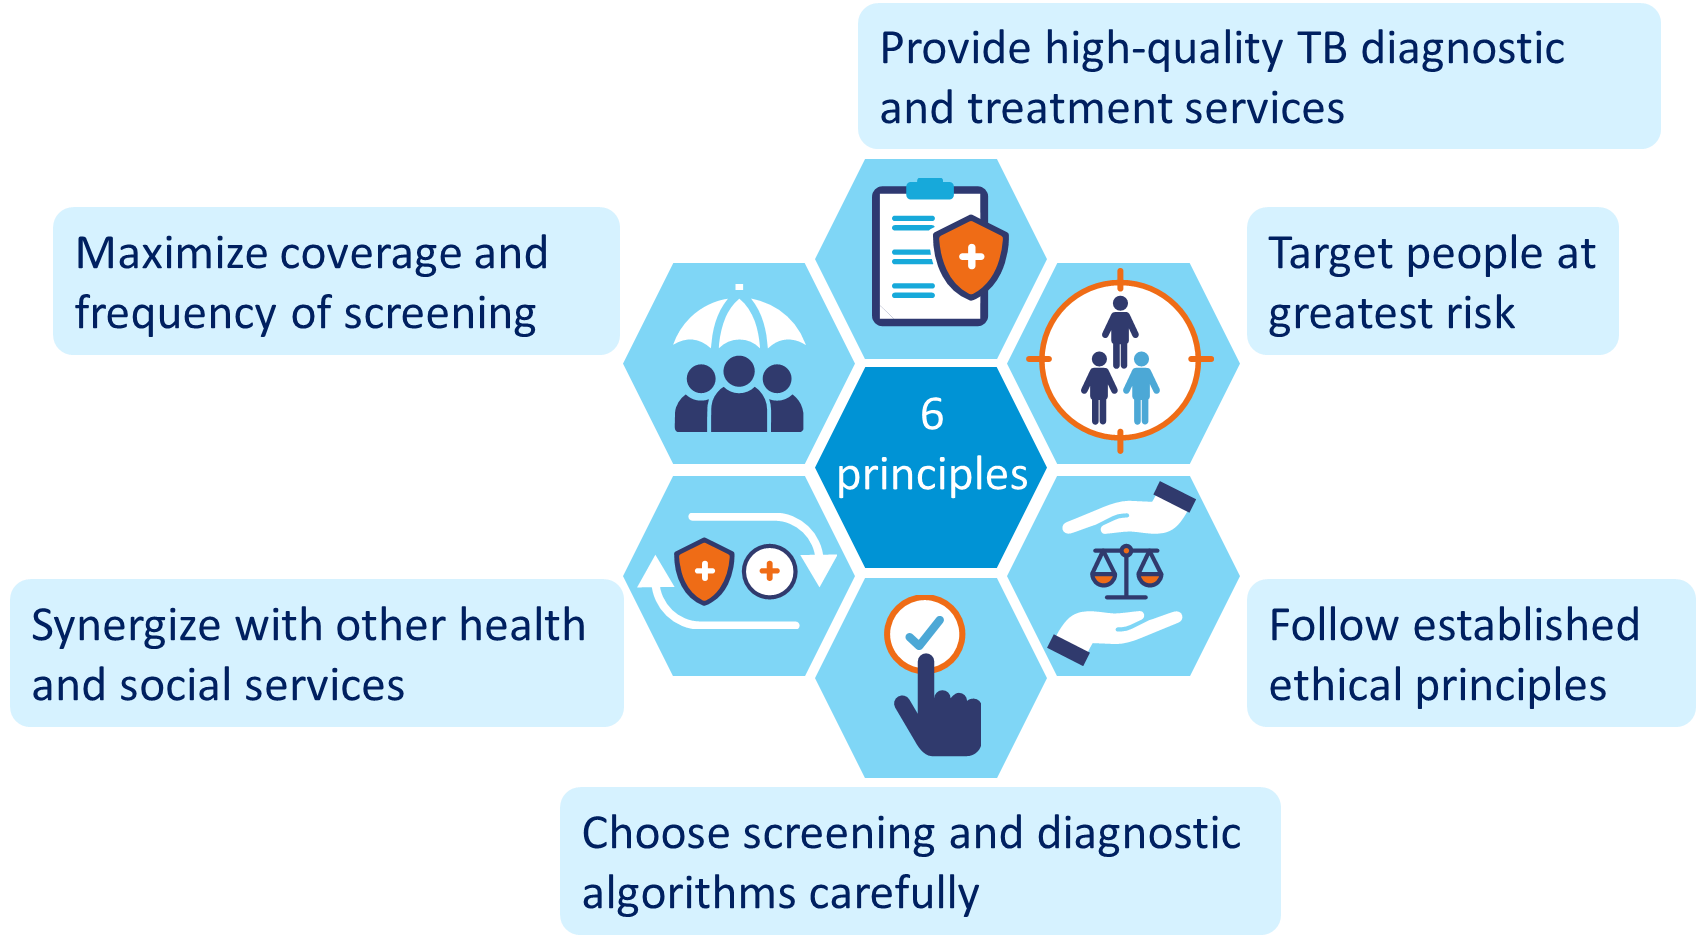 Provide high-quality TB diagnostic
and treatment services
Maximize coverage and
frequency of screening
Target people at
greatest risk
6
principles
Synergize with other health
and social services
Follow established
ethical principles
Choose screening and diagnostic
algorithms carefully